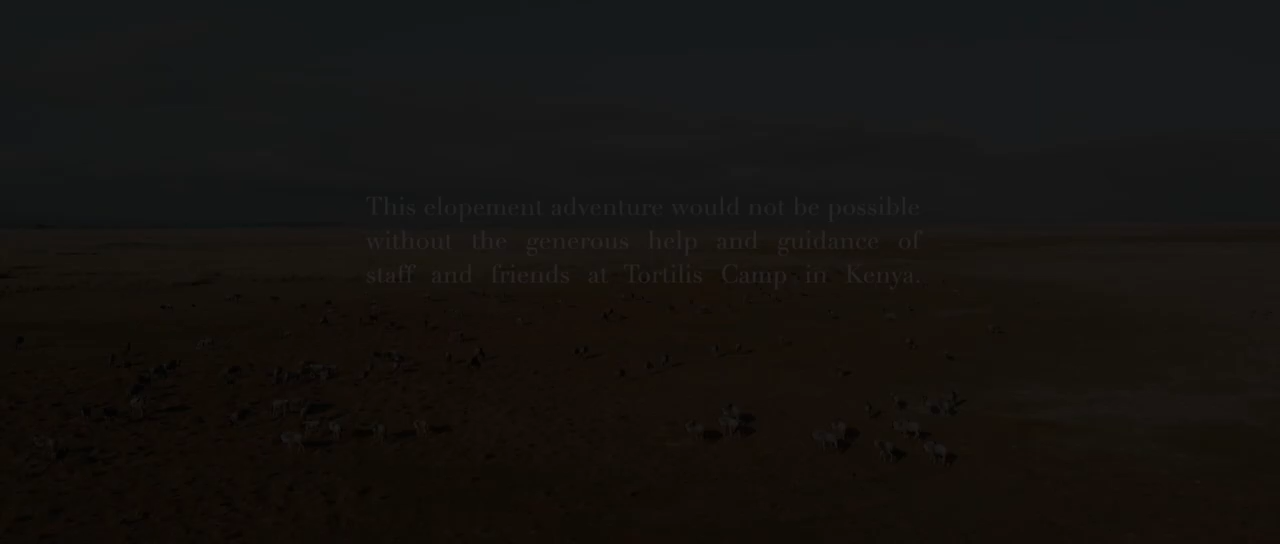 This elopement adventure would not be possible
without the generous help and guidance of
staff and friends at Tortilis Camp in Kenya.